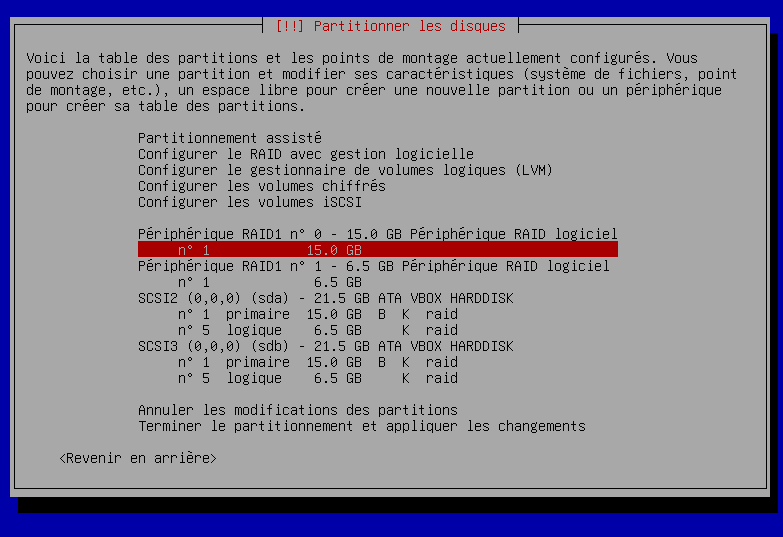 [!!] Partitionner les disques
Voici la table des partitions et les points de montage actuellement configurés. Vous
pouvez choisir une partition et modifier ses caractéristiques (système de fichiers, point
de montage, etc.), un espace libre pour créer une nouvelle partition ou un périphérique
pour créer sa table des partitions.
Partitionnement assisté
Configurer le RAID avec gestion logicielle
Configurer le gestionnaire de volumes logiques (LVM)
Configurer les volumes chiffrés
Configurer les volumes iSCSI
Périphérique RAID1 n° 0 - 15.0 GB Périphérique RAID logiciel
n° 1 15.0 GB
Périphérique RAID1 n° 1 - 6.5 GB Périphérique RAID logiciel
n° 1 6.5 GB
SCSI2 (0,0,0) (sda) - 21.5 GB ATA VBOX HARDDISK
n° 1 primaire 15.0 GB B K raid
n° 5 logique 6.5 GB K raid
SCSI3 (0,0,0) (sdb) - 21.5 GB ATA VBOX HARDDISK
n° 1 primaire 15.0 GB B K raid
n° 5 logique 6.5 GB K raid
Annuler les modifications des partitions
Terminer le partitionnement et appliquer les changements
<Revenir en arrière>